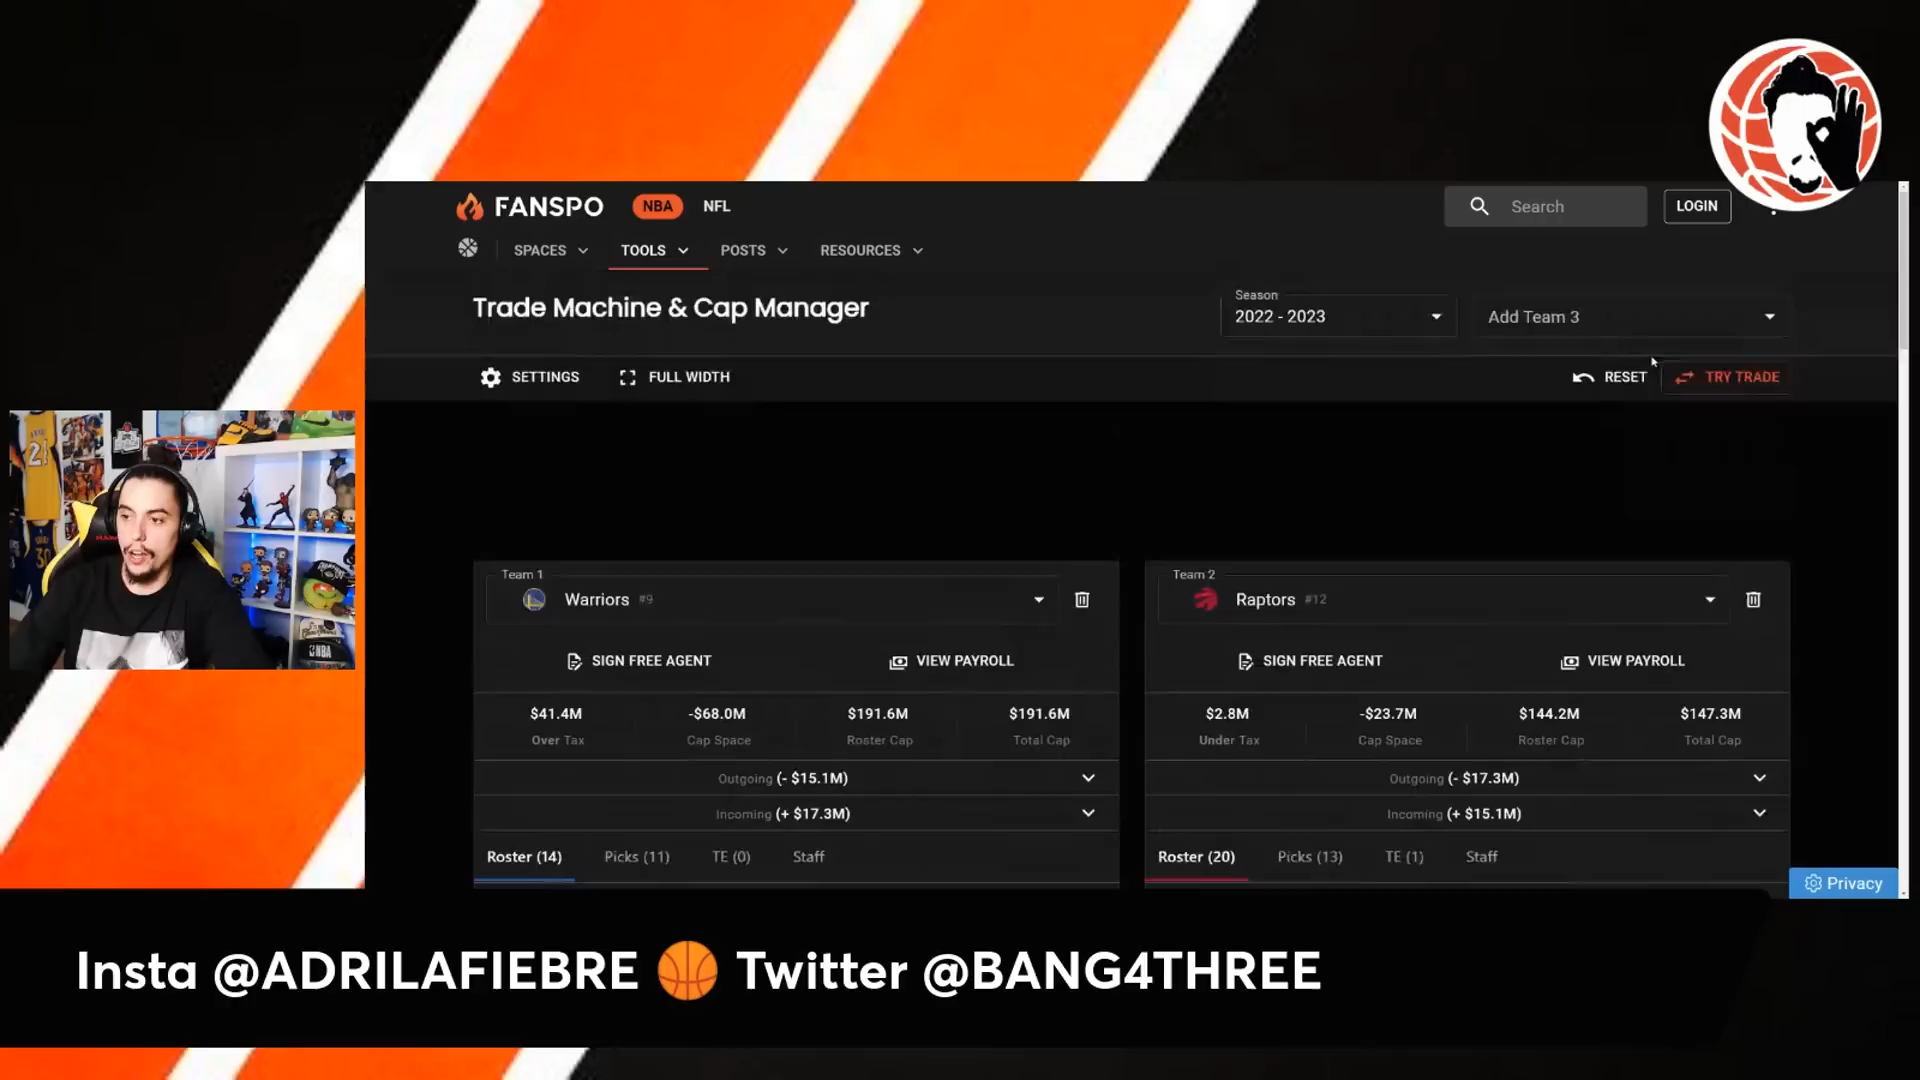 FANSPO NBA NFL
Search
LOGIN
SPACES TOOLS POSTS RESOURCES
Trade Machine & Cap Manager
Season
2022 - 2023
Add Team 3
SETTINGS FULL WIDTH
RESET TRY TRADE
Team 1
Warriors #9
SIGN FREE AGENT VIEW PAYROLL
$41.4M -$68.0M $191.6M $191.6M
Over Tax Cap Space Roster Cap Total Cap
Outgoing (- $15.1M)
Incoming (+ $17.3M)
Roster (14) Picks (11) TE (0) Staff
Team 2
Raptors #12
SIGN FREE AGENT VIEW PAYROLL
$2.8M -$23.7M $144.2M $147.3M
Under Tax Cap Space Roster Cap Total Cap
Outgoing (- $17.3M)
Incoming (+ $15.1M)
Roster (20) Picks (13) TE (1) Staff
Privacy
24
30
NBA
Insta @ADRILAFIEBRE Twitter @BANG4THREE